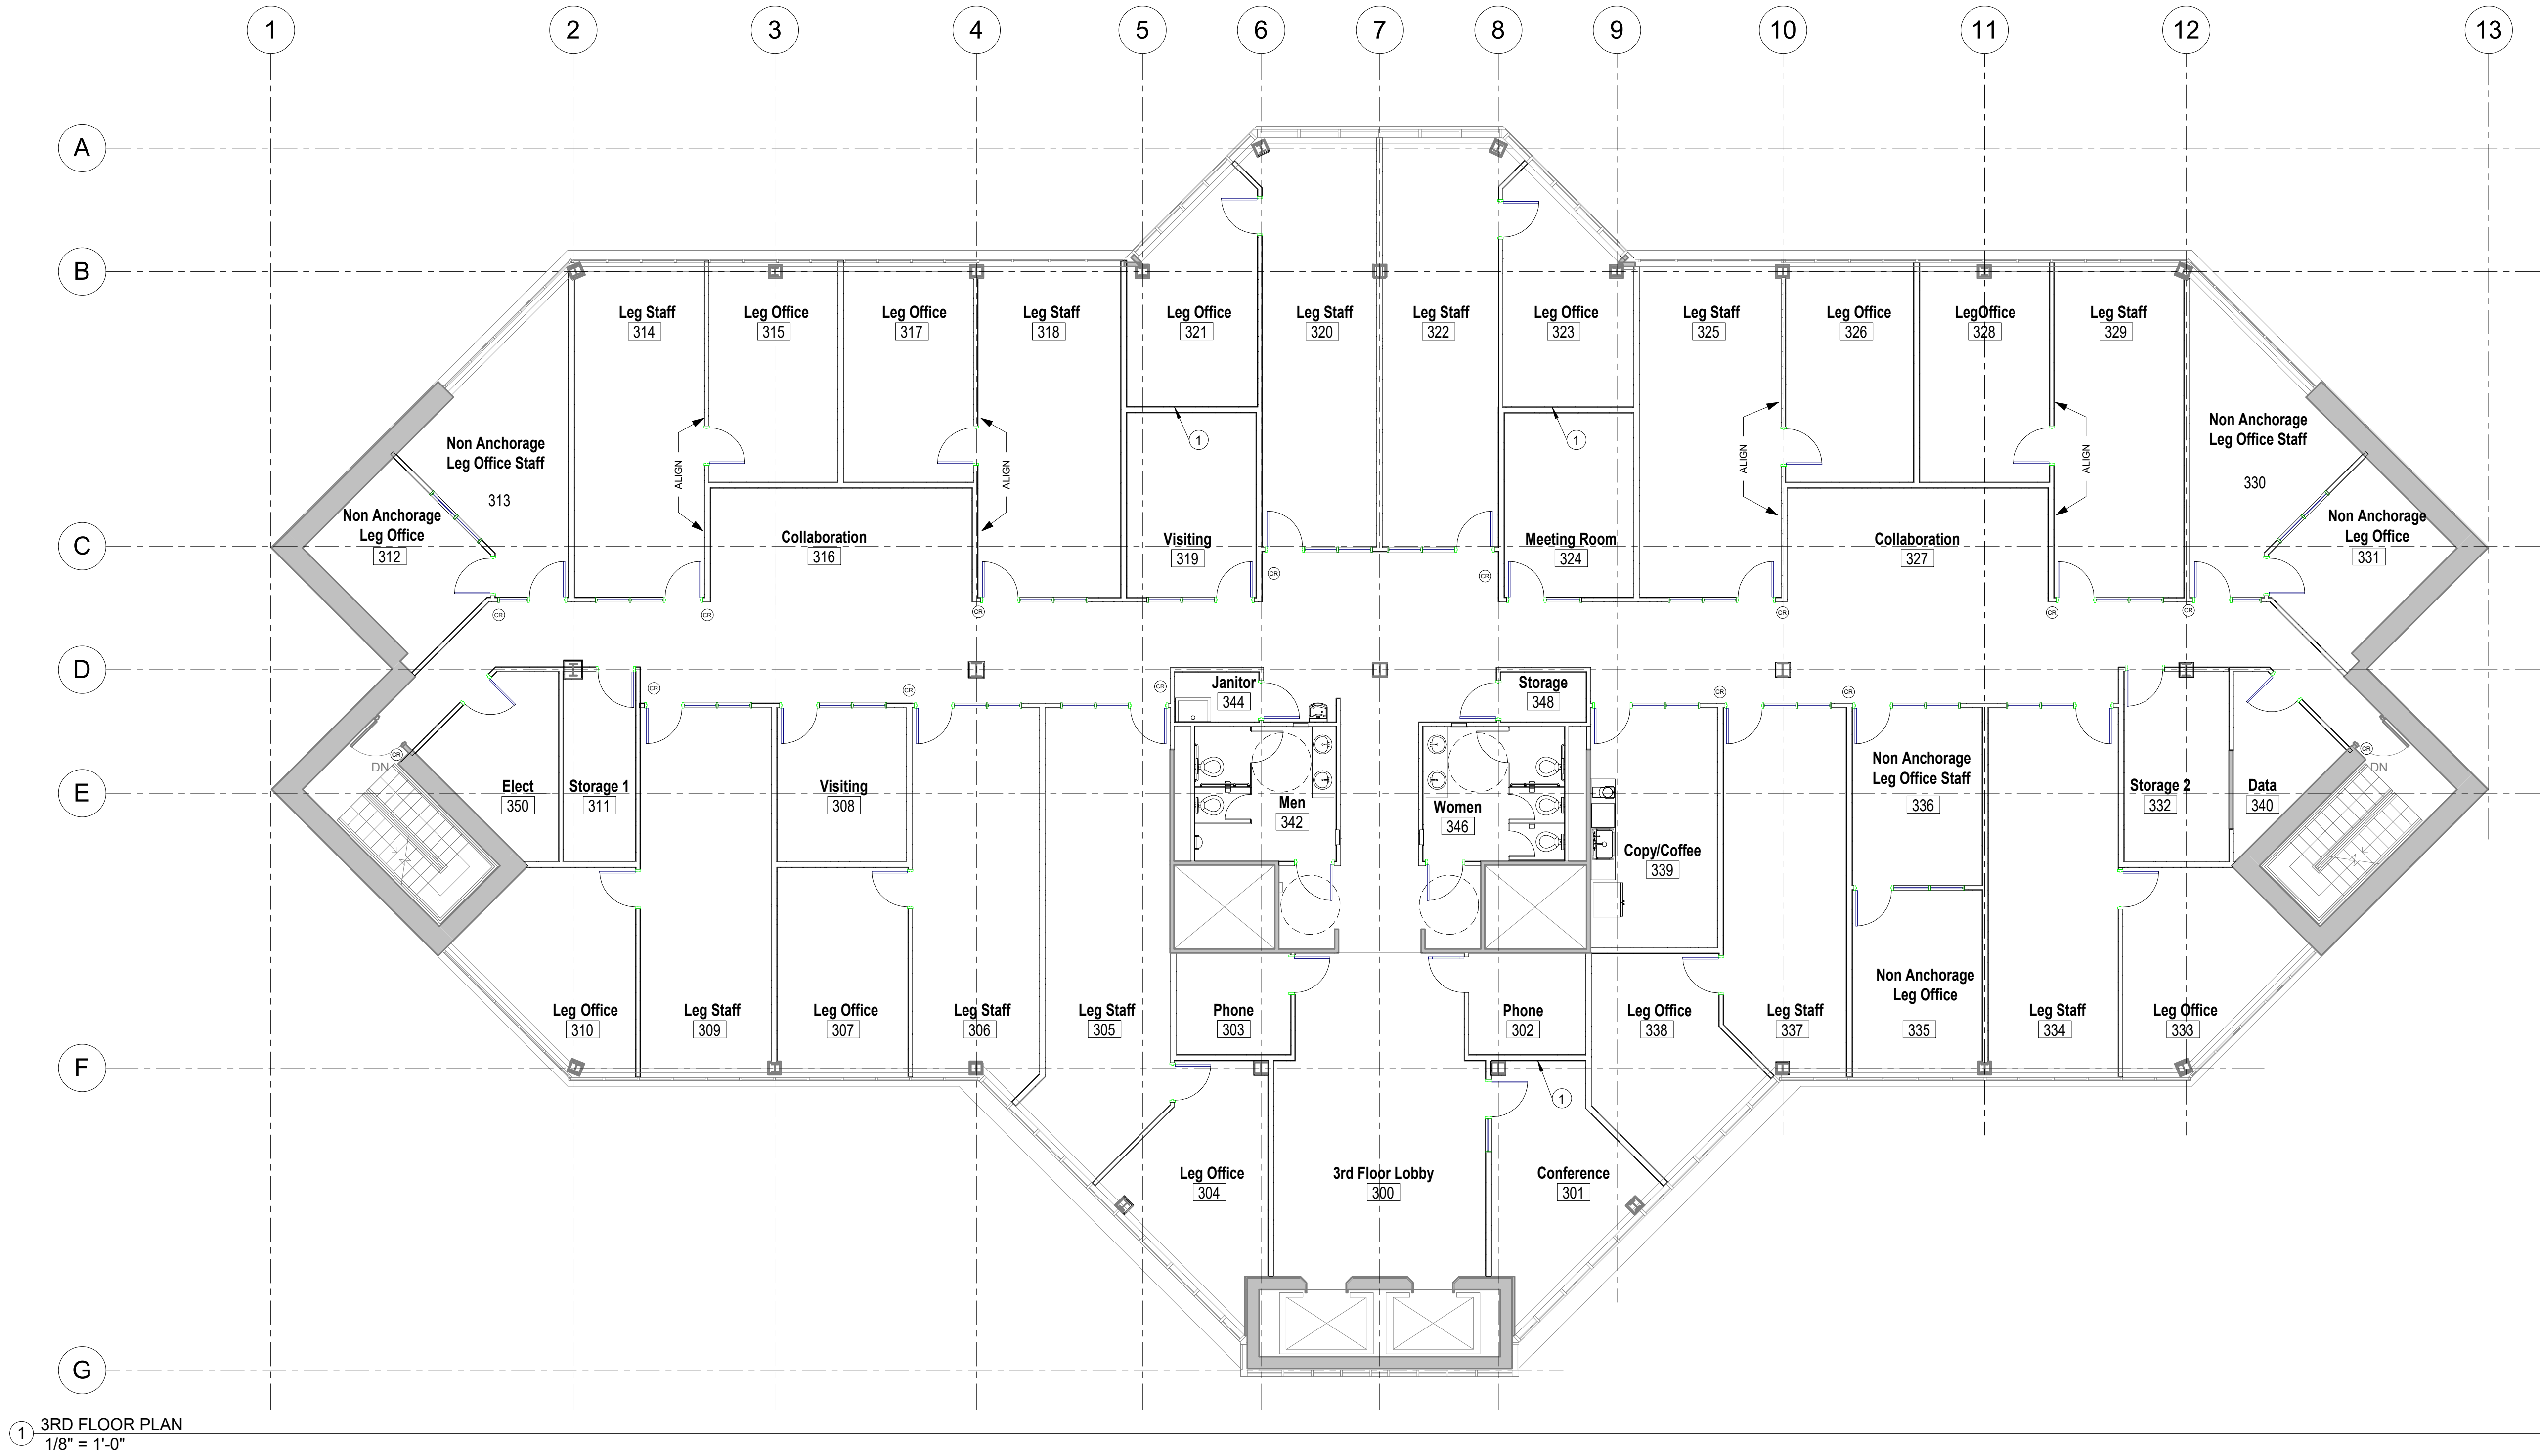 1 2 3 4 5 6 7 8 9 10 11 12 13
A
B
Leg Staff
314
Leg Office
315
Leg Office
317
Leg Staff
318
Leg Office
321
Leg Staff
320
Leg Staff
322
Leg Office
323
Leg Staff
325
Leg Office
326
LegOffice
328
Leg Staff
329
Non Anchorage
Leg Office Staff
313
Non Anchorage
Leg Office
312
ALIGN
ALIGN
1
1
ALIGN
ALIGN
Non Anchorage
Leg Office Staff
330
Non Anchorage
Leg Office
331
C
Collaboration
316
Visiting
319
Meeting Room
324
Collaboration
327
CR
CR
CR
CR
CR
CR
CR
CR
D
CR
CR
CR
CR
CR
Janitor
344
Storage
348
CR
DN
CR
DN
E
Elect
350
Storage 1
311
Visiting
308
Men
342
Women
346
Copy/Coffee
339
Non Anchorage
Leg Office Staff
336
Storage 2
332
Data
340
Leg Office
310
Leg Staff
309
Leg Office
307
Leg Staff
306
Leg Staff
305
Phone
303
Phone
302
Leg Office
338
Leg Staff
337
Non Anchorage
Leg Office
335
Leg Staff
334
Leg Office
333
F
1
Leg Office
304
3rd Floor Lobby
300
Conference
301
G
1
3RD FLOOR PLAN
1/8" = 1'-0"